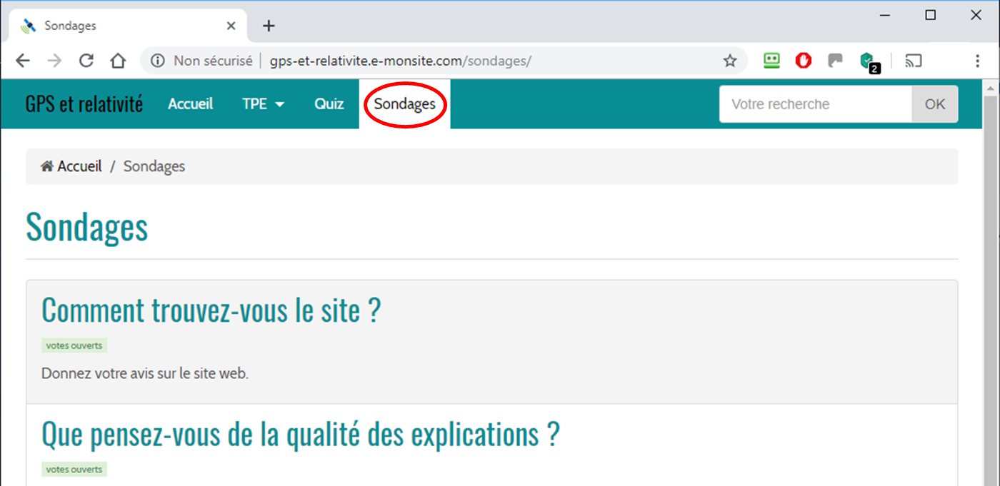 Sondages
Non sécurisé | gps-et-relativite.e-monsite.com/sondages/
2
GPS et relativité Accueil TPE Quiz Sondages Votre recherche OK
Accueil / Sondages
Sondages
Comment trouvez-vous le site ?
votes ouverts
Donnez votre avis sur le site web.
Que pensez-vous de la qualité des explications ?
votes ouverts